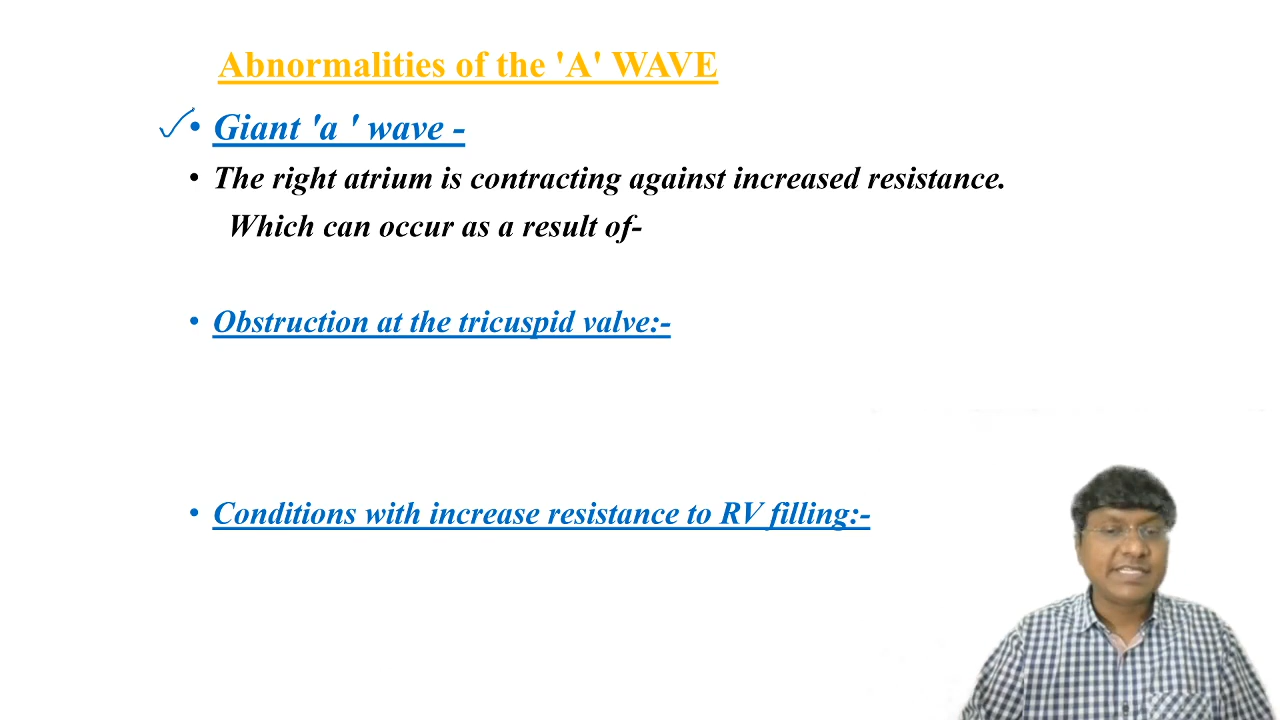 Abnormalities of the 'A' WAVE
• Giant 'a ' wave -
• The right atrium is contracting against increased resistance.
Which can occur as a result of-
• Obstruction at the tricuspid valve:-
• Conditions with increase resistance to RV filling:-